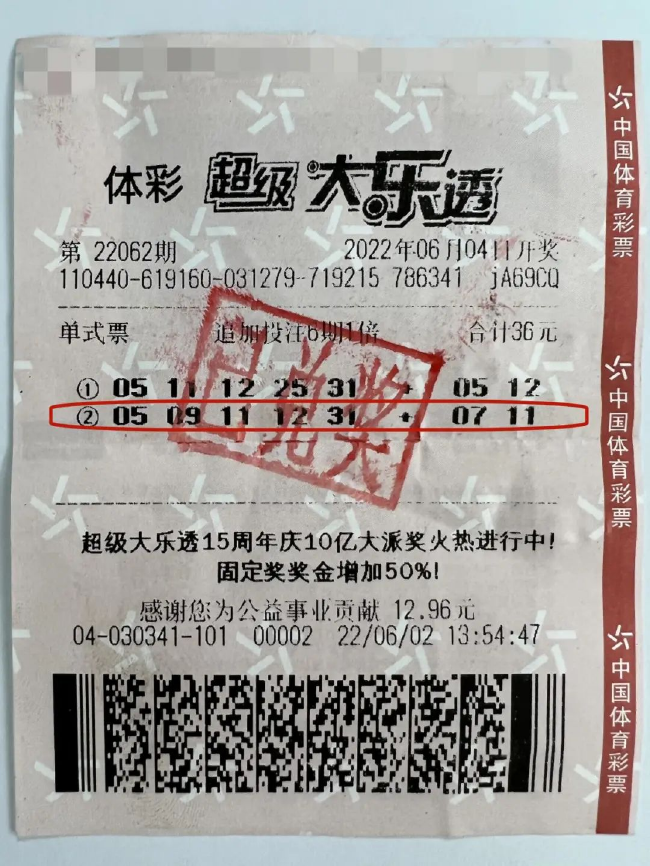 体彩 超级大乐透
第 22062期 2022年06月04日开奖
110440-619160-031279-719215 786341 jA69CQ
单式票 追加投注6期1倍 合计36元
① 05 11 12 25 31 + 05 12
② 05 09 11 12 31 + 07 11
已兑奖
超级大乐透15周年庆10亿大派奖火热进行中!
固定奖奖金增加50%!
感谢您为公益事业贡献 12.96元
04-030341-101 00002 22/06/02 13:54:47
中国体育彩票
中国体育彩票
中国体育彩票